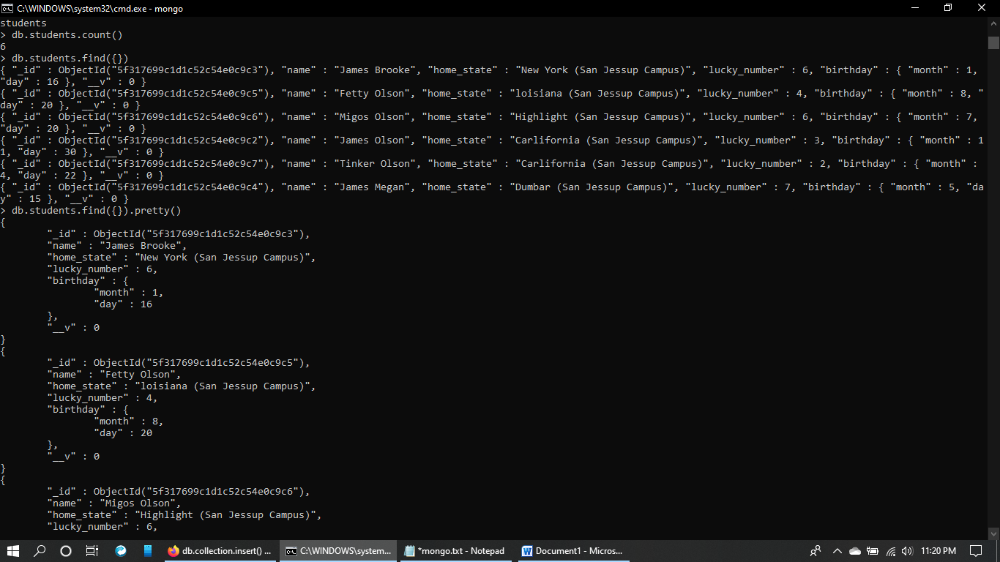 C:\WINDOWS\system32\cmd.exe - mongo
students
> db.students.count()
6
> db.students.find({})
{ "_id" : ObjectId("5f317699c1d1c52c54e0c9c3"), "name" : "James Brooke", "home_state" : "New York (San Jessup Campus)", "lucky_number" : 6, "birthday" : { "month" : 1,
"day" : 16 }, "__v" : 0 }
{ "_id" : ObjectId("5f317699c1d1c52c54e0c9c5"), "name" : "Fetty Olson", "home_state" : "loisiana (San Jessup Campus)", "lucky_number" : 4, "birthday" : { "month" : 8, "
day" : 20 }, "__v" : 0 }
{ "_id" : ObjectId("5f317699c1d1c52c54e0c9c6"), "name" : "Migos Olson", "home_state" : "Highlight (San Jessup Campus)", "lucky_number" : 6, "birthday" : { "month" : 7,
"day" : 20 }, "__v" : 0 }
{ "_id" : ObjectId("5f317699c1d1c52c54e0c9c2"), "name" : "James Olson", "home_state" : "Carlifornia (San Jessup Campus)", "lucky_number" : 3, "birthday" : { "month" : 1
1, "day" : 30 }, "__v" : 0 }
{ "_id" : ObjectId("5f317699c1d1c52c54e0c9c7"), "name" : "Tinker Olson", "home_state" : "Carlifornia (San Jessup Campus)", "lucky_number" : 2, "birthday" : { "month" :
4, "day" : 22 }, "__v" : 0 }
{ "_id" : ObjectId("5f317699c1d1c52c54e0c9c4"), "name" : "James Megan", "home_state" : "Dumbar (San Jessup Campus)", "lucky_number" : 7, "birthday" : { "month" : 5, "da
y" : 15 }, "__v" : 0 }
> db.students.find({}).pretty()
{
"_id" : ObjectId("5f317699c1d1c52c54e0c9c3"),
"name" : "James Brooke",
"home_state" : "New York (San Jessup Campus)",
"lucky_number" : 6,
"birthday" : {
"month" : 1,
"day" : 16
},
"__v" : 0
}
{
"_id" : ObjectId("5f317699c1d1c52c54e0c9c5"),
"name" : "Fetty Olson",
"home_state" : "loisiana (San Jessup Campus)",
"lucky_number" : 4,
"birthday" : {
"month" : 8,
"day" : 20
},
"__v" : 0
}
{
"_id" : ObjectId("5f317699c1d1c52c54e0c9c6"),
"name" : "Migos Olson",
"home_state" : "Highlight (San Jessup Campus)",
"lucky_number" : 6,
db.collection.insert() ... C:\WINDOWS\system... *mongo.txt - Notepad Document1 - Micros... 11:20 PM